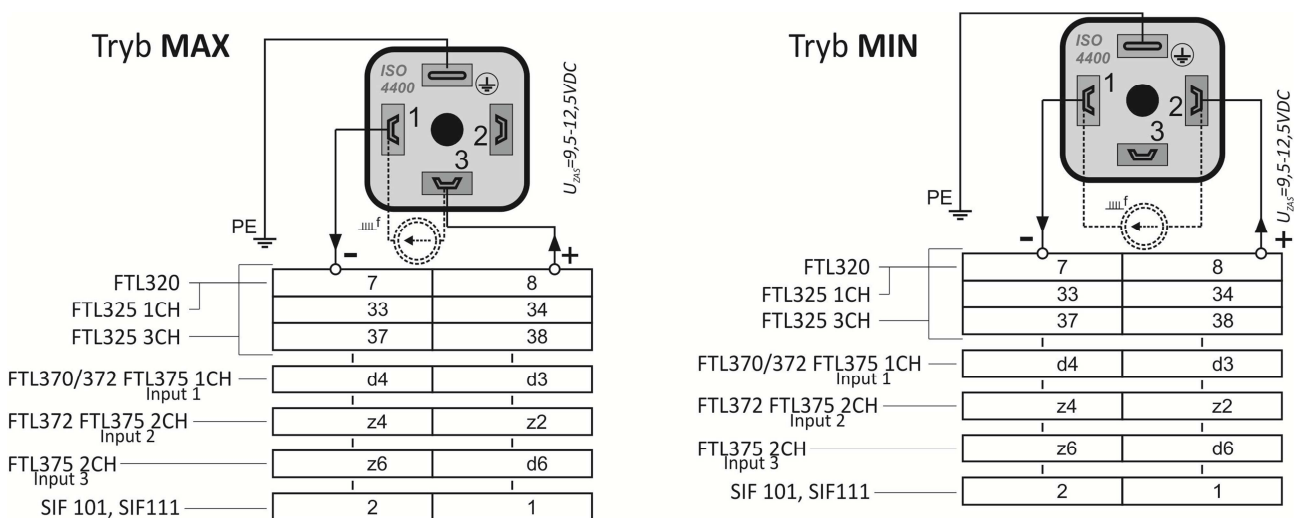 Tryb MAX
ISO
4400
1
2
3
U_ZAS=9,5-12,5VDC
PE
f
-
+
FTL320
7 8
FTL325 1CH
33 34
FTL325 3CH
37 38
FTL370/372 FTL375 1CH
Input 1
d4 d3
FTL372 FTL375 2CH
Input 2
z4 z2
FTL375 2CH
Input 3
z6 d6
SIF 101, SIF111
2 1
Tryb MIN
ISO
4400
1
2
3
U_ZAS=9,5-12,5VDC
PE
f
-
+
FTL320
7 8
FTL325 1CH
33 34
FTL325 3CH
37 38
FTL370/372 FTL375 1CH
Input 1
d4 d3
FTL372 FTL375 2CH
Input 2
z4 z2
FTL375 2CH
Input 3
z6 d6
SIF 101, SIF111
2 1